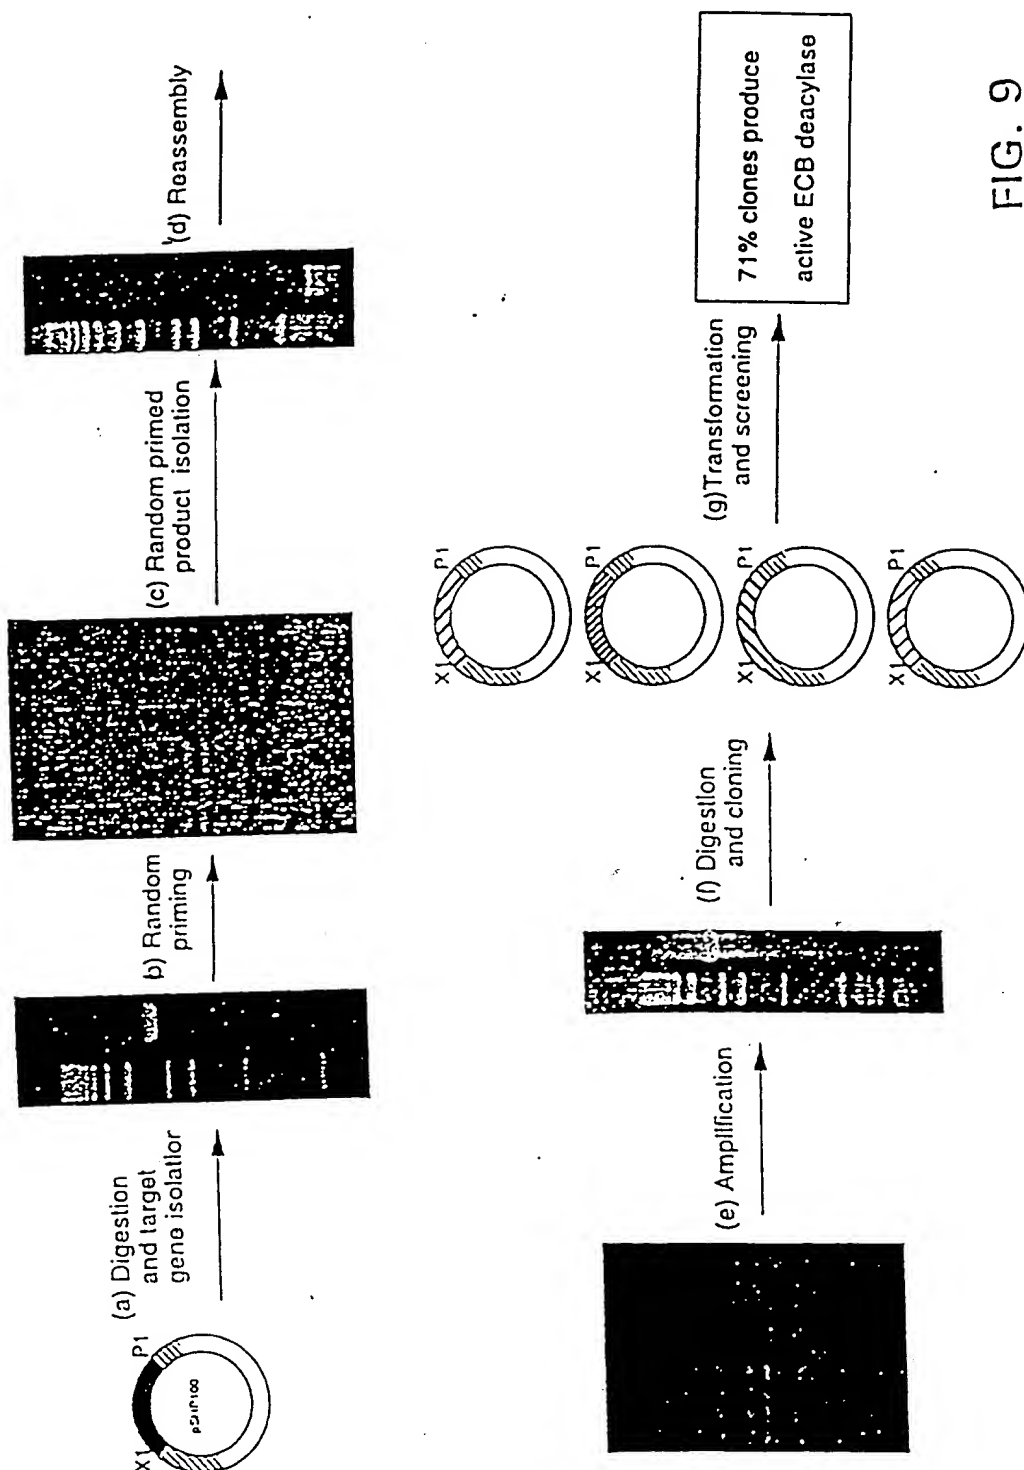 X1
P1
(a) Digestion
and target
gene isolatior
b) Random
priming
(c) Random primed
product isolation
(d) Reassembly
(e) Amplification
(f) Digestion
and cloning
X1
P1
X1
P1
X1
P1
X1
P1
(g)Transformation
and screening
71% clones produce
active ECB deacylase
FIG. 9